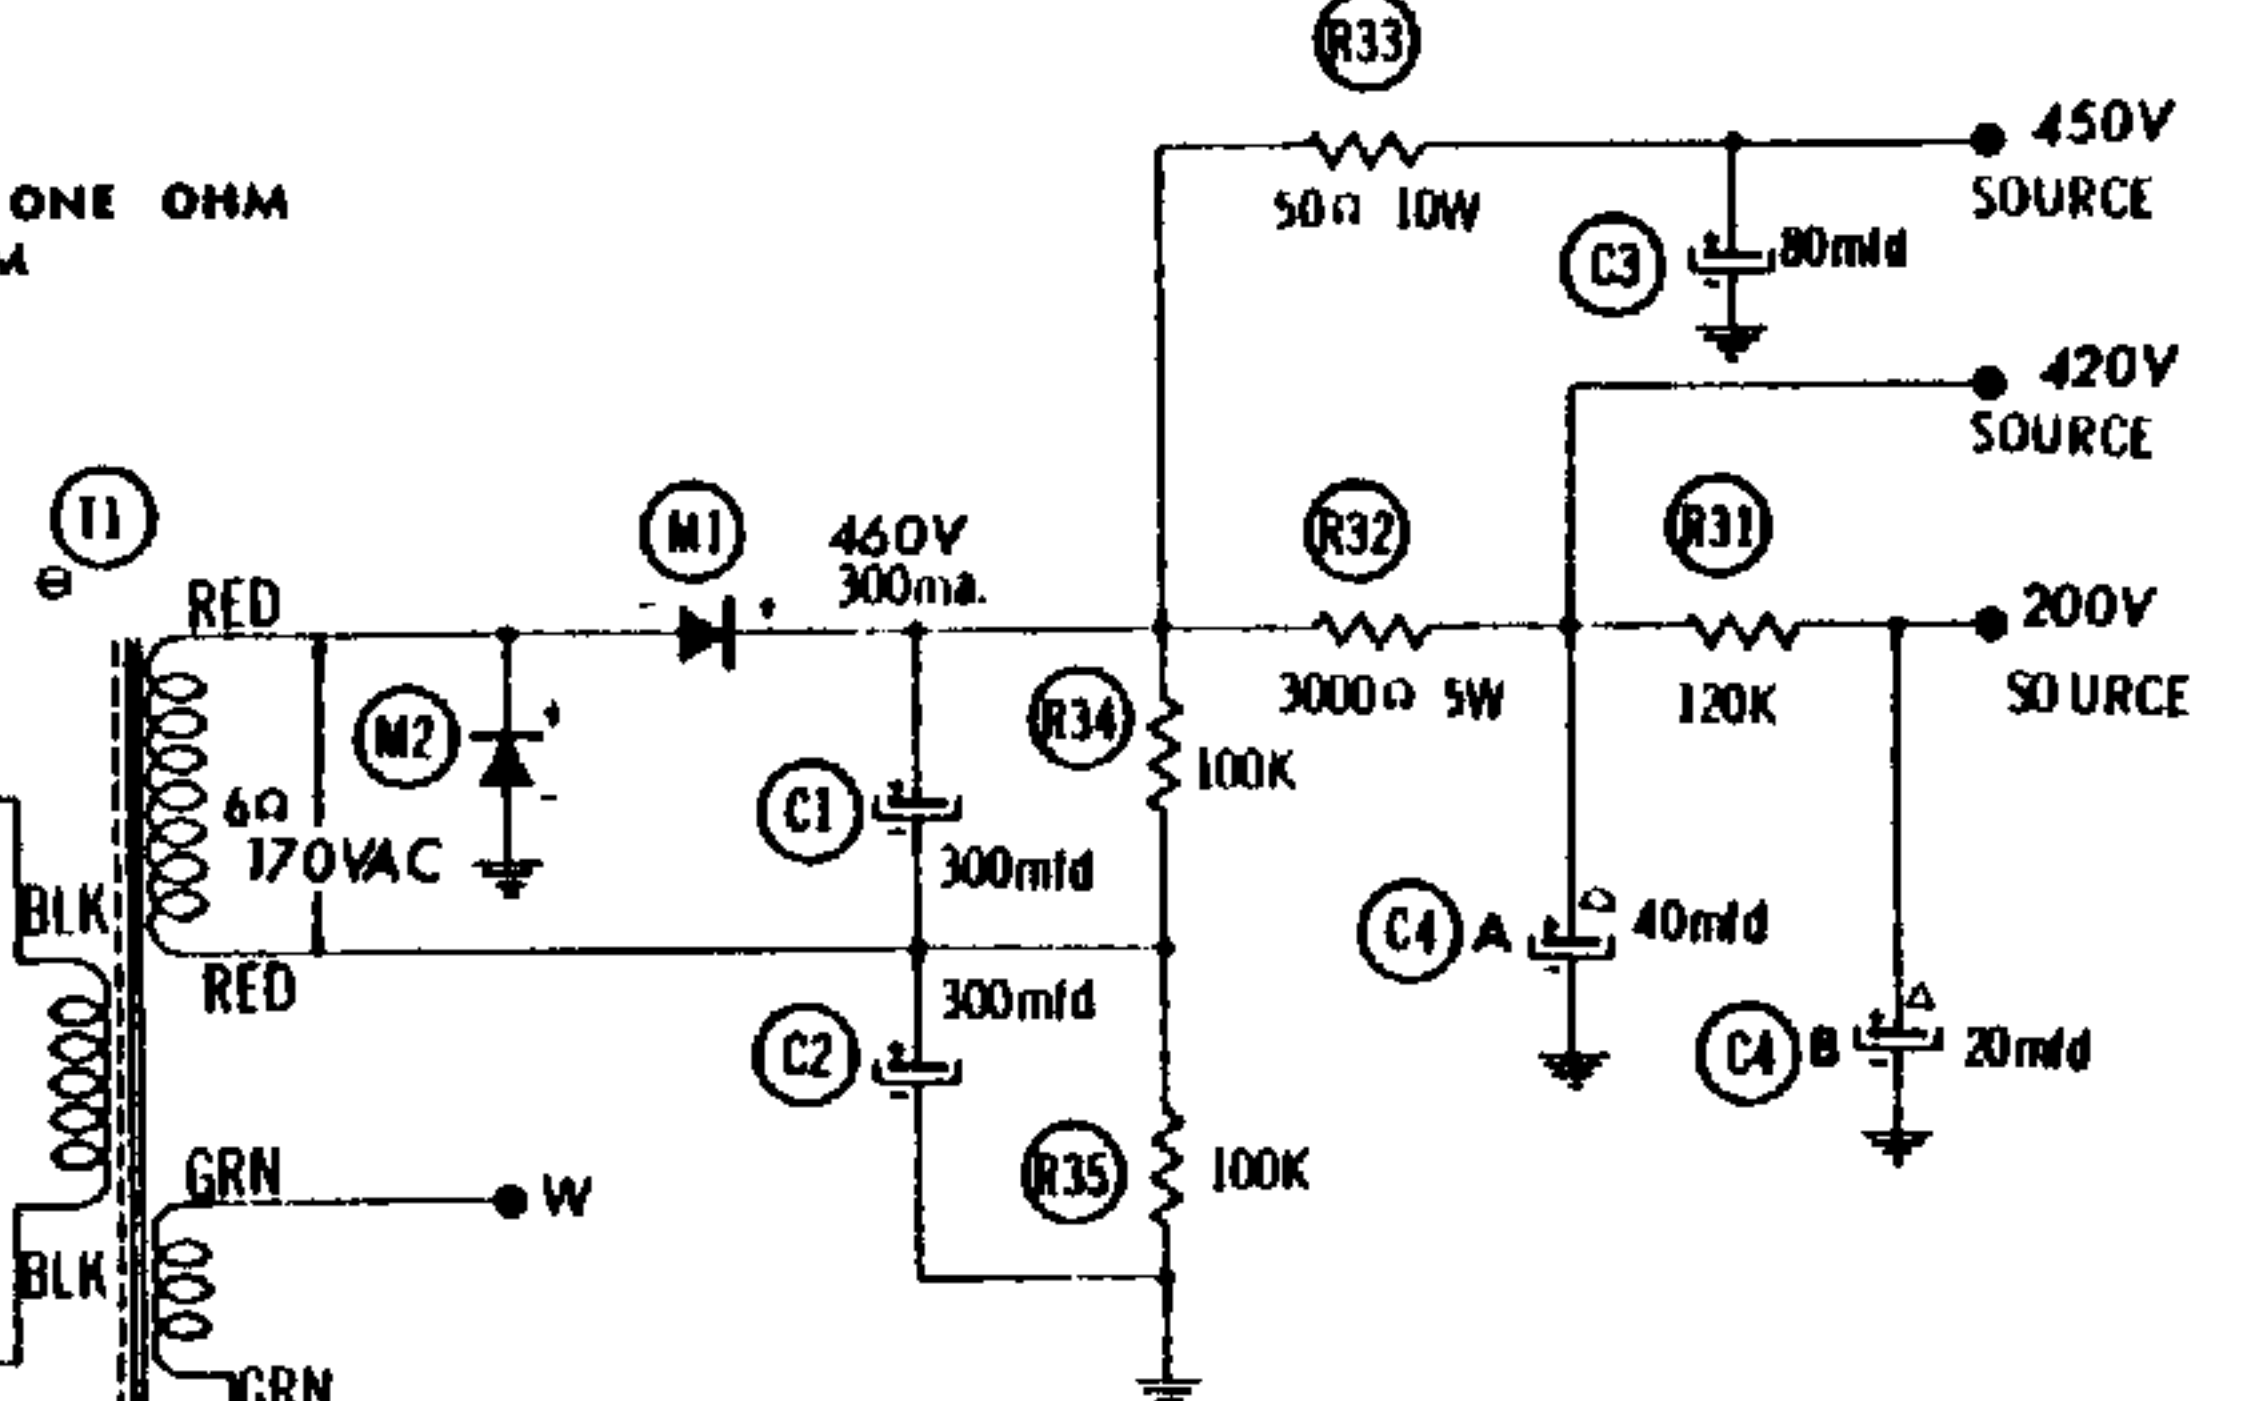 R33
450V
SOURCE
50Ω 10W
ONE OHM
C3
80mfd
420V
SOURCE
T1
M1
460V
300ma.
R32
R31
RED
200V
SOURCE
3000Ω 5W
120K
M2
R34
100K
6Ω
170VAC
C1
300mfd
BLK
C4 A
40mfd
RED
300mfd
C2
C4 B
20mfd
GRN
W
R35
100K
BLK
GRN